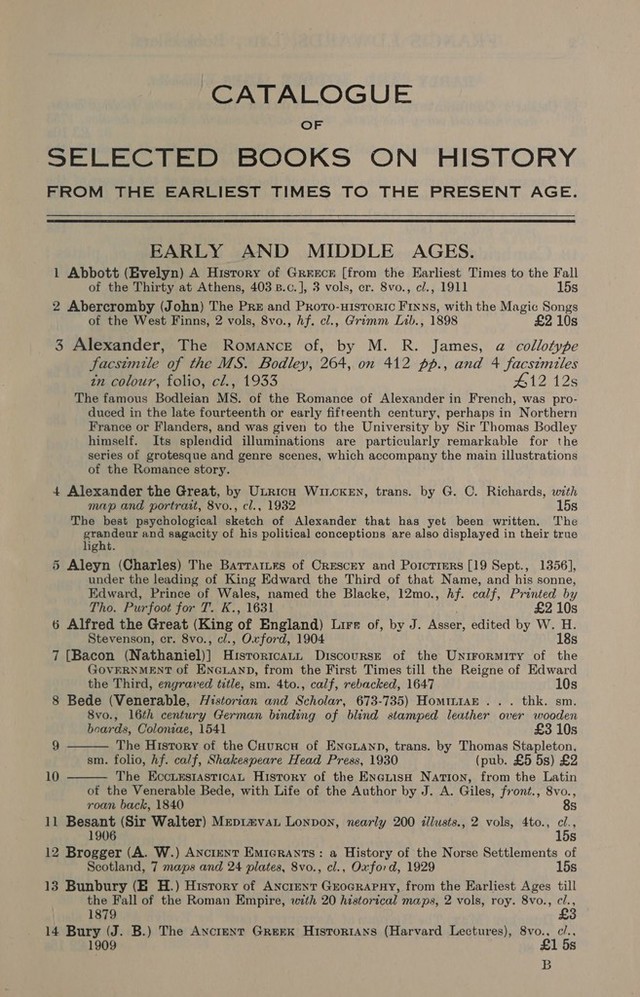 CATALOGUE
OF
SELECTED BOOKS ON HISTORY
FROM THE EARLIEST TIMES TO THE PRESENT AGE.
EARLY AND MIDDLE AGES.
1 Abbott (Evelyn) A History of Greece [from the Earliest Times to the Fall
of the Thirty at Athens, 403 B.C.], 3 vols, cr. 8vo., cl., 1911 15s
2 Abercromby (John) The Pre and Proto-historic Finns, with the Magic Songs
of the West Finns, 2 vols, 8vo., hf. cl., Grimm Lib., 1898 £2 10s
3 Alexander, The Romance of, by M. R. James, a collotype
facsimile of the MS. Bodley, 264, on 412 pp., and 4 facsimiles
in colour, folio, cl., 1933 £12 12s
The famous Bodleian MS. of the Romance of Alexander in French, was pro-
duced in the late fourteenth or early fifteenth century, perhaps in Northern
France or Flanders, and was given to the University by Sir Thomas Bodley
himself. Its splendid illuminations are particularly remarkable for the
series of grotesque and genre scenes, which accompany the main illustrations
of the Romance story.
4 Alexander the Great, by Ulrich Wilcken, trans. by G. C. Richards, with
map and portrait, 8vo., cl., 1932 15s
The best psychological sketch of Alexander that has yet been written. The
grandeur and sagacity of his political conceptions are also displayed in their true
light.
5 Aleyn (Charles) The Battailes of Crescey and Poictiers [19 Sept., 1356],
under the leading of King Edward the Third of that Name, and his sonne,
Edward, Prince of Wales, named the Blacke, 12mo., hf. calf, Printed by
Tho. Purfoot for T. K., 1631 £2 10s
6 Alfred the Great (King of England) Life of, by J. Asser, edited by W. H.
Stevenson, cr. 8vo., cl., Oxford, 1904 18s
7 [Bacon (Nathaniel)] Historicall Discourse of the Uniformity of the
Government of England, from the First Times till the Reigne of Edward
the Third, engraved title, sm. 4to., calf, rebacked, 1647 10s
8 Bede (Venerable, Historian and Scholar, 673-735) Homiliae . . . thk. sm.
8vo., 16th century German binding of blind stamped leather over wooden
boards, Coloniae, 1541 £3 10s
9 ——— The History of the Church of England, trans. by Thomas Stapleton,
sm. folio, hf. calf, Shakespeare Head Press, 1930 (pub. £5 5s) £2
10 ——— The Ecclesiastical History of the English Nation, from the Latin
of the Venerable Bede, with Life of the Author by J. A. Giles, front., 8vo.,
roan back, 1840 8s
11 Besant (Sir Walter) Mediæval London, nearly 200 illusts., 2 vols, 4to., cl.,
1906 15s
12 Brogger (A. W.) Ancient Emigrants: a History of the Norse Settlements of
Scotland, 7 maps and 24 plates, 8vo., cl., Oxford, 1929 15s
13 Bunbury (E H.) History of Ancient Geography, from the Earliest Ages till
the Fall of the Roman Empire, with 20 historical maps, 2 vols, roy. 8vo., cl.,
1879 £3
14 Bury (J. B.) The Ancient Greek Historians (Harvard Lectures), 8vo., cl.,
1909 £1 5s
B